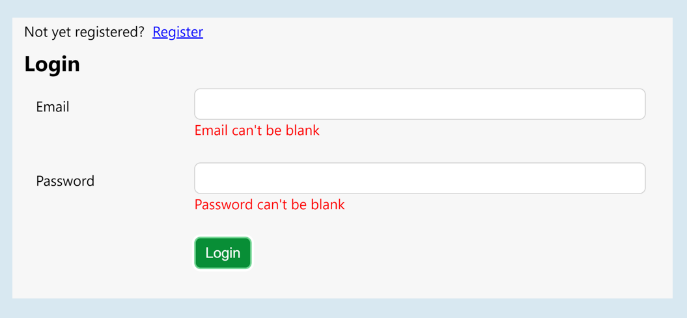 Not yet registered? Register
Login
Email
Email can't be blank
Password
Password can't be blank
Login